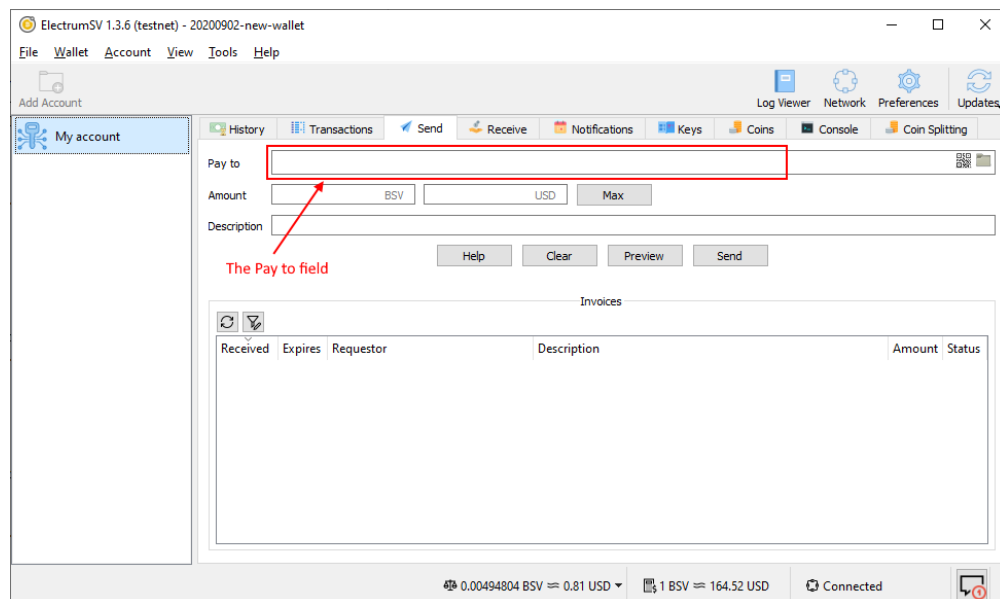 ElectrumSV 1.3.6 (testnet) - 20200902-new-wallet
File Wallet Account View Tools Help
Add Account
Log Viewer Network Preferences Updates
My account
History Transactions Send Receive Notifications Keys Coins Console Coin Splitting
Pay to
Amount BSV USD Max
Description
The Pay to field
Help Clear Preview Send
Invoices
Received Expires Requestor Description Amount Status
0.00494804 BSV ≈ 0.81 USD 1 BSV ≈ 164.52 USD Connected 1